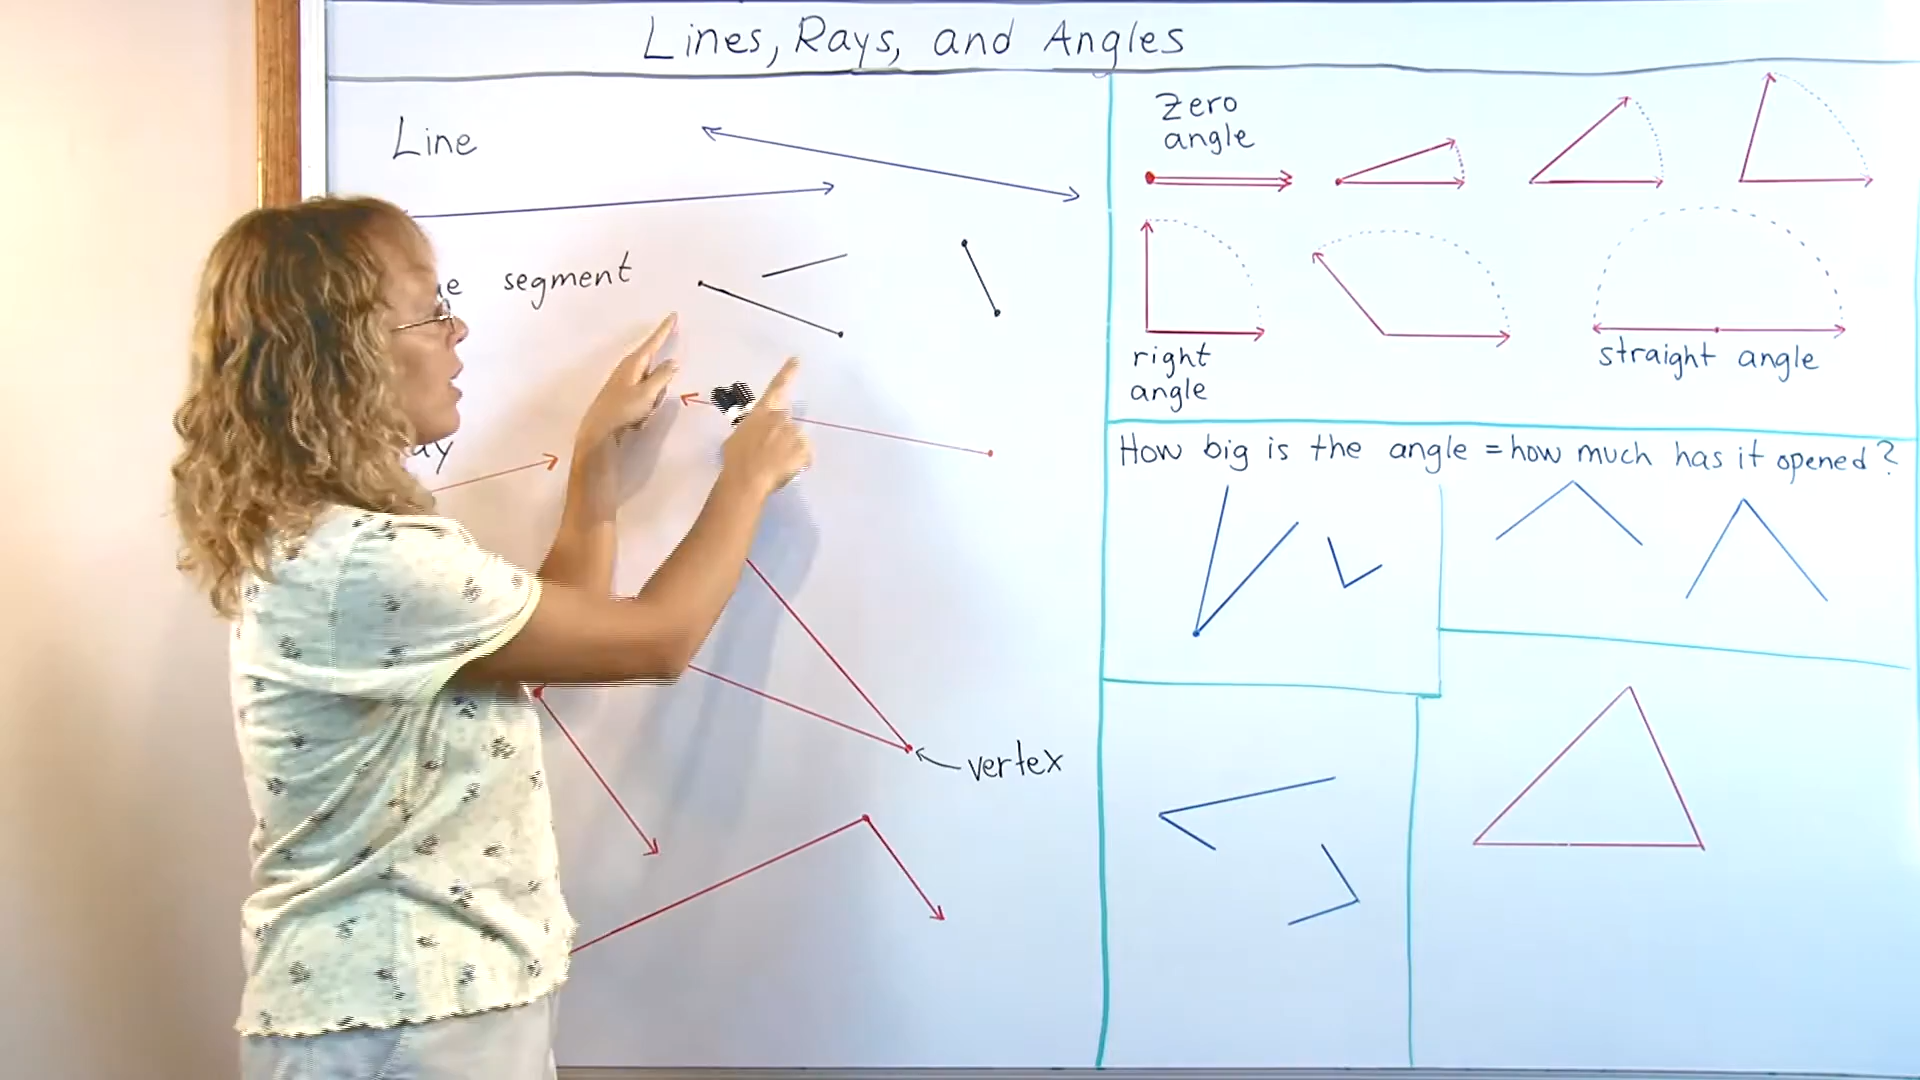 Lines, Rays, and Angles
Line
segment
vertex
Zero
angle
right
angle
straight angle
How big is the angle = how much has it opened?